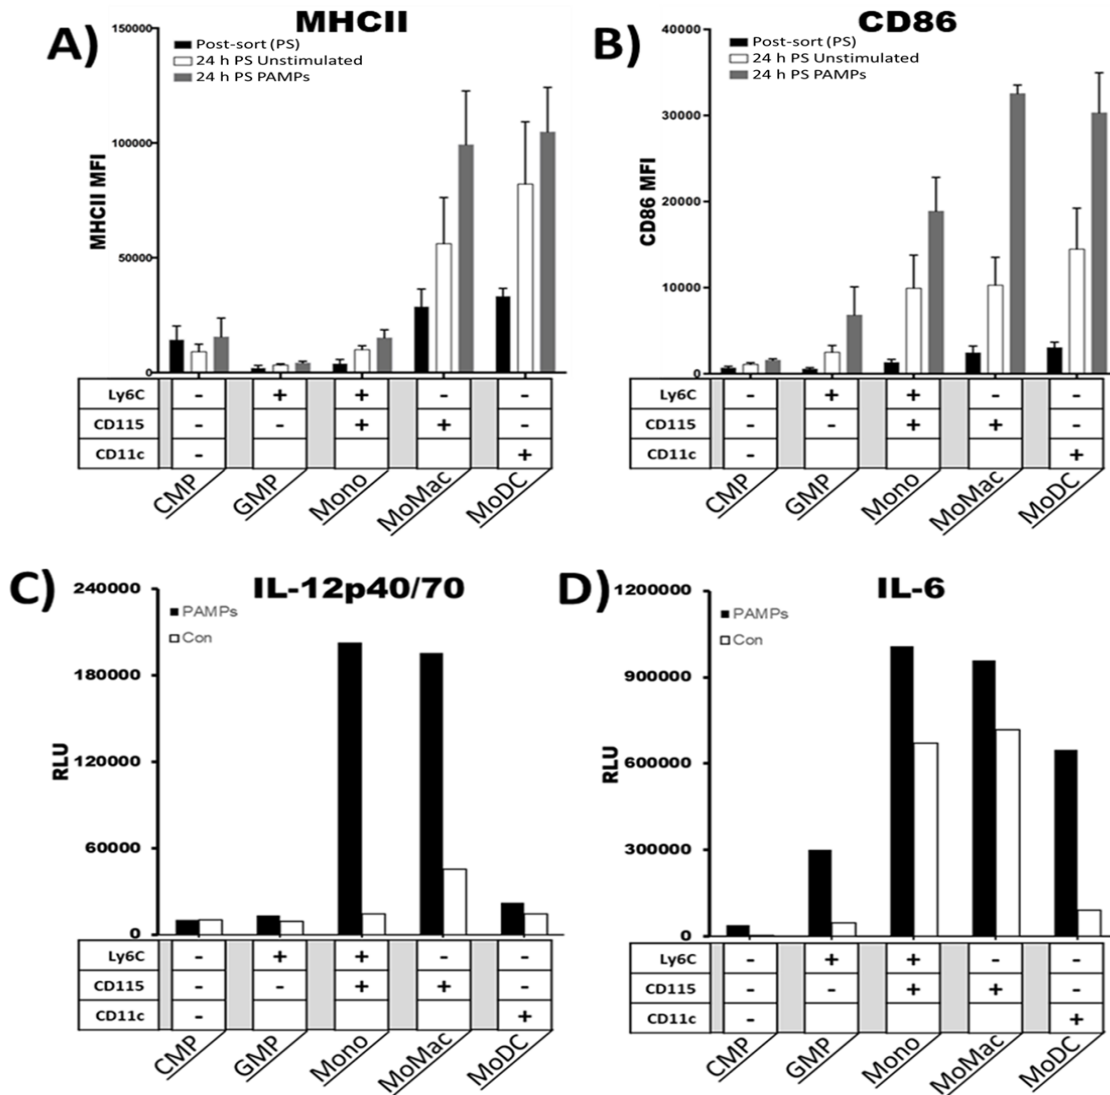 A) MHCII
Post-sort (PS)
24 h PS Unstimulated
24 h PS PAMPs
MHCII MFI
150000
100000
50000
0
Ly6C - + + - -
CD115 - - + + -
CD11c - +
CMP GMP Mono MoMac MoDC
B) CD86
Post-sort (PS)
24 h PS Unstimulated
24 h PS PAMPs
CD86 MFI
40000
30000
20000
10000
0
Ly6C - + + - -
CD115 - - + + -
CD11c - +
CMP GMP Mono MoMac MoDC
C) IL-12p40/70
PAMPs
Con
RLU
240000
180000
120000
60000
0
Ly6C - + + - -
CD115 - - + + -
CD11c - +
CMP GMP Mono MoMac MoDC
D) IL-6
PAMPs
Con
RLU
1200000
900000
600000
300000
0
Ly6C - + + - -
CD115 - - + + -
CD11c - +
CMP GMP Mono MoMac MoDC